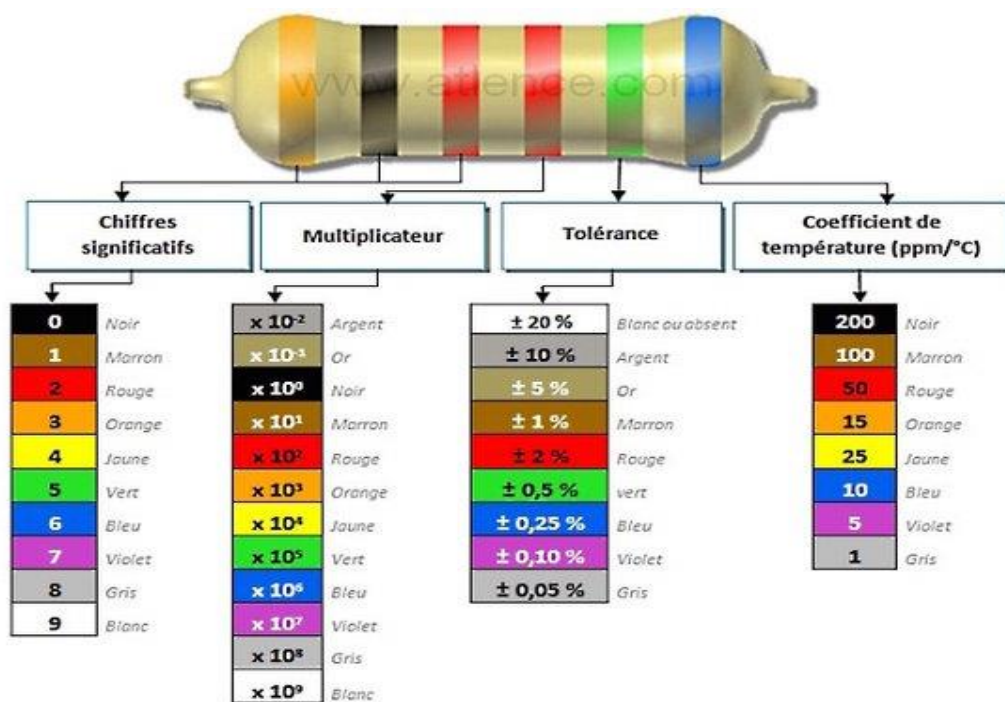 www.atlence.com
Chiffres significatifs
Multiplicateur
Tolérance
Coefficient de température (ppm/°C)
0 Noir
1 Marron
2 Rouge
3 Orange
4 Jaune
5 Vert
6 Bleu
7 Violet
8 Gris
9 Blanc
x 10⁻² Argent
x 10⁻¹ Or
x 10⁰ Noir
x 10¹ Marron
x 10² Rouge
x 10³ Orange
x 10⁴ Jaune
x 10⁵ Vert
x 10⁶ Bleu
x 10⁷ Violet
x 10⁸ Gris
x 10⁹ Blanc
± 20 % Blanc ou absent
± 10 % Argent
± 5 % Or
± 1 % Marron
± 2 % Rouge
± 0,5 % vert
± 0,25 % Bleu
± 0,10 % Violet
± 0,05 % Gris
200 Noir
100 Marron
50 Rouge
15 Orange
25 Jaune
10 Bleu
5 Violet
1 Gris